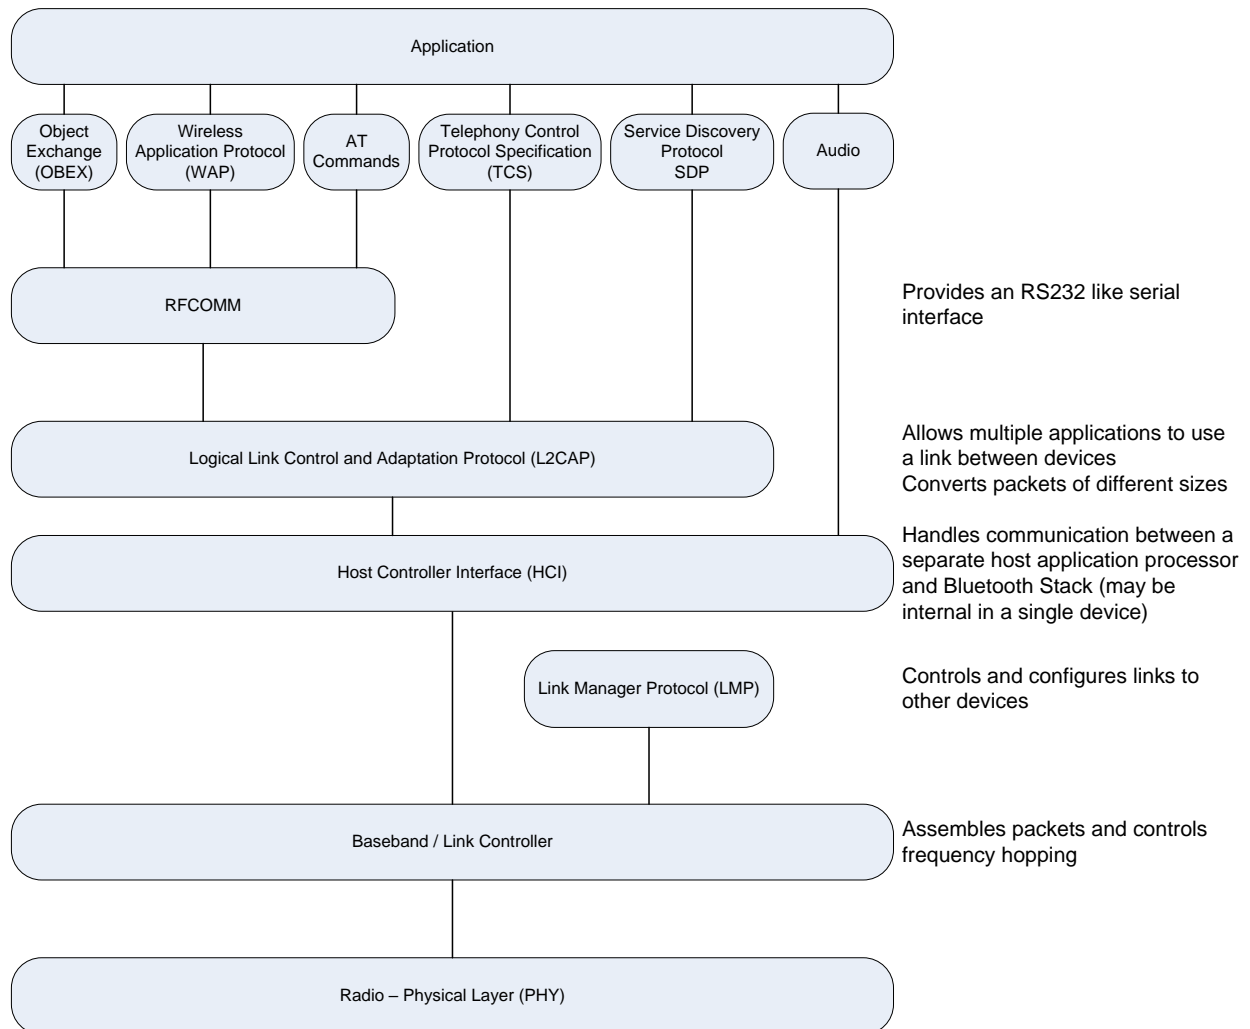 Application
Object
Exchange
(OBEX)
Wireless
Application Protocol
(WAP)
AT
Commands
Telephony Control
Protocol Specification
(TCS)
Service Discovery
Protocol
SDP
Audio
RFCOMM
Provides an RS232 like serial
interface
Logical Link Control and Adaptation Protocol (L2CAP)
Allows multiple applications to use
a link between devices
Converts packets of different sizes
Host Controller Interface (HCI)
Handles communication between a
separate host application processor
and Bluetooth Stack (may be
internal in a single device)
Link Manager Protocol (LMP)
Controls and configures links to
other devices
Baseband / Link Controller
Assembles packets and controls
frequency hopping
Radio – Physical Layer (PHY)